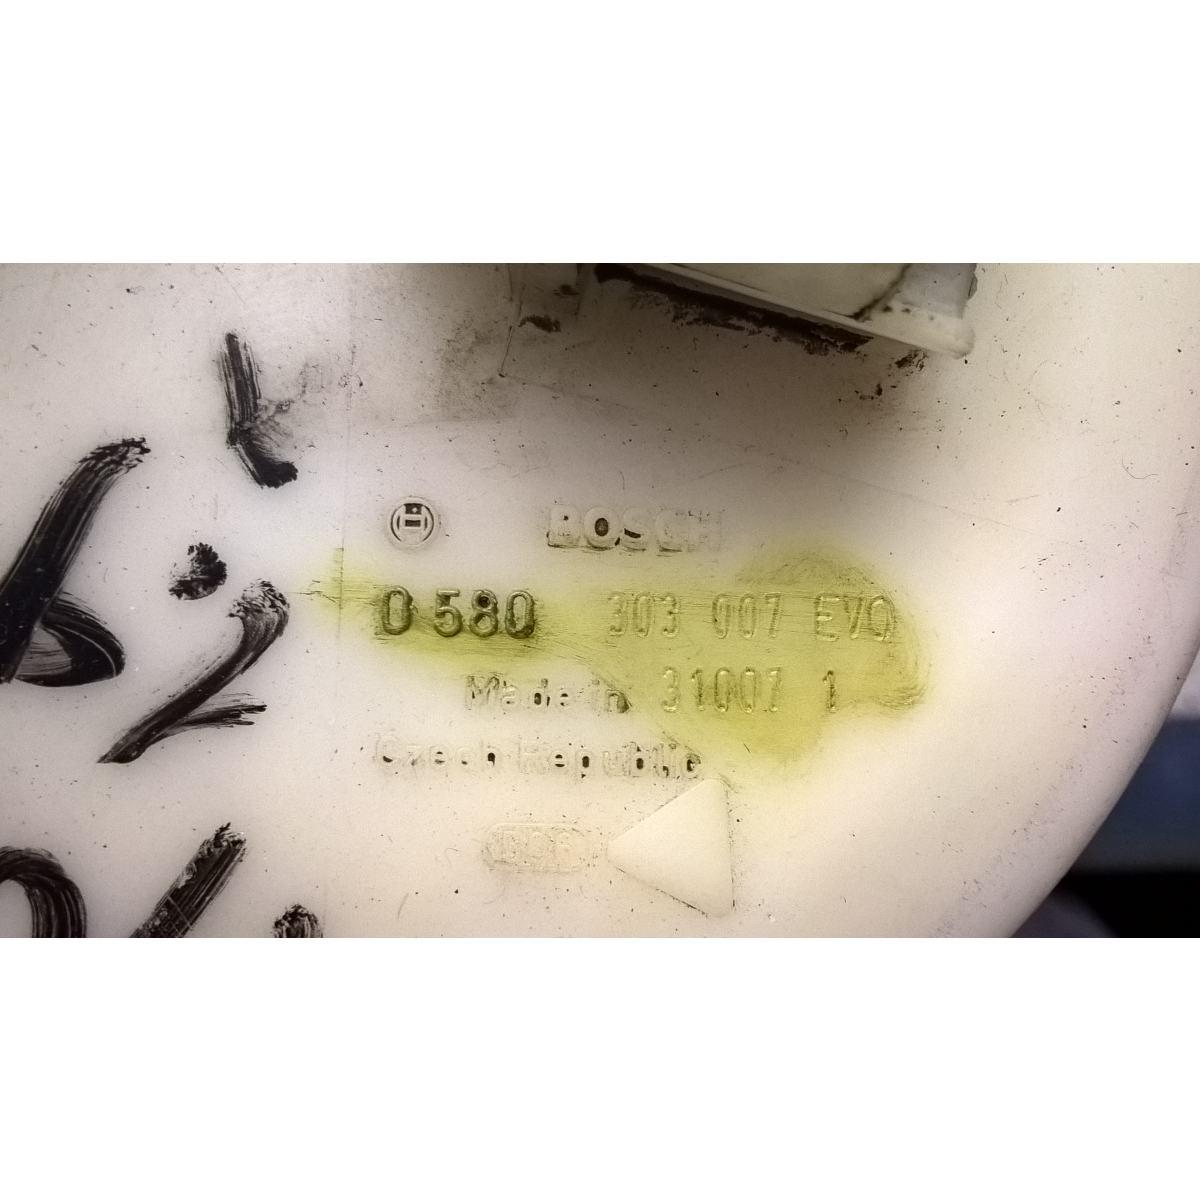 BOSCH
0 580 303 007 EVO
Made in 31007 1
Czech Republic